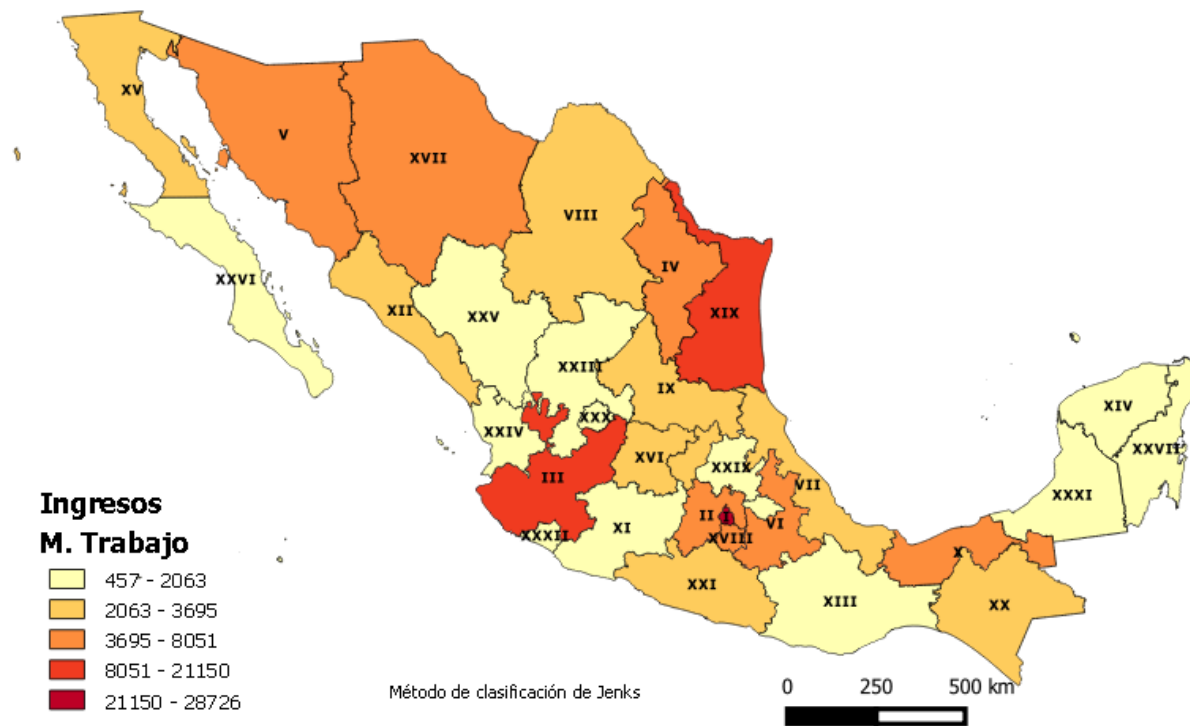 XV
V
XVII
VIII
IV
XXVI
XII
XXV
XIX
XXIII
IX
XXX
XXIV
XIV
XXIX
XVI
XXVII
III
VII
XXXI
II
I
VI
XXXII
XI
XVIII
X
XXI
XIII
XX
Ingresos
M. Trabajo
457 - 2063
2063 - 3695
3695 - 8051
8051 - 21150
21150 - 28726
Método de clasificación de Jenks
0 250 500 km